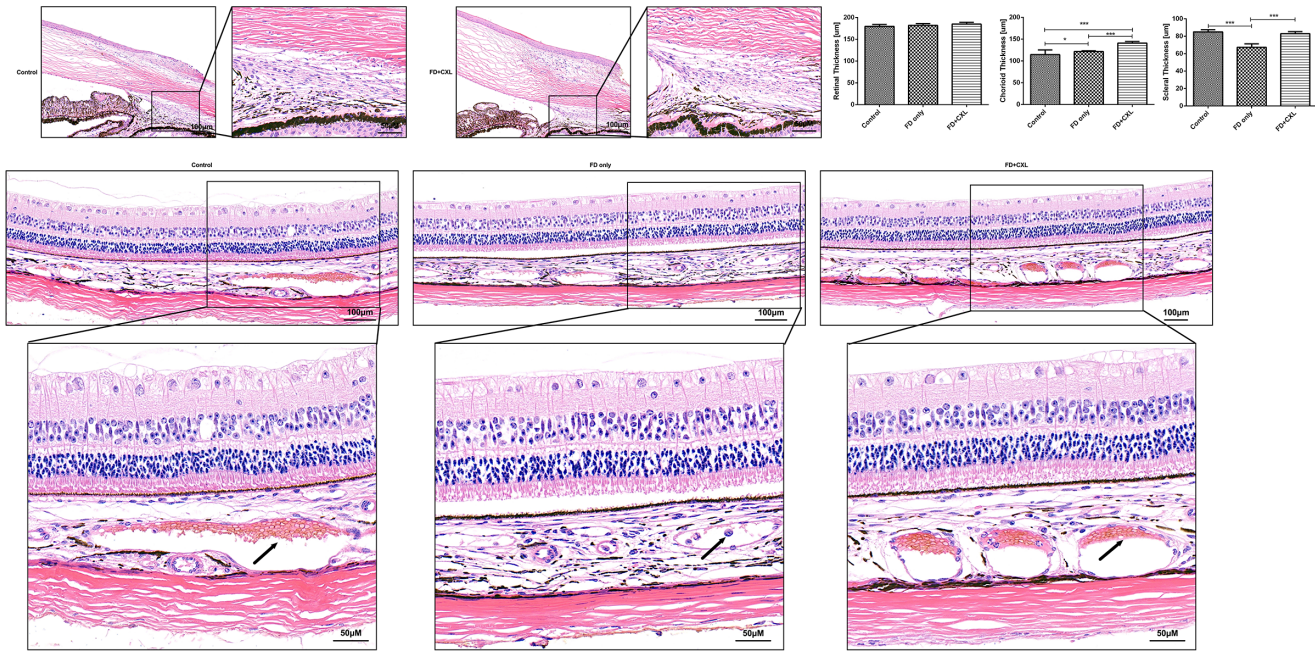 Control
100μm
FD+CXL
100μm
Retinal Thickness [um]
200
150
100
50
0
Control
FD only
FD+CXL
Chorioid Thickness [um]
200
150
100
50
0
***
*
***
Control
FD only
FD+CXL
Scleral Thickness [um]
100
80
60
40
20
0
***
***
Control
FD only
FD+CXL
Control
FD only
FD+CXL
100μm
100μm
100μm
50μM
50μM
50μM